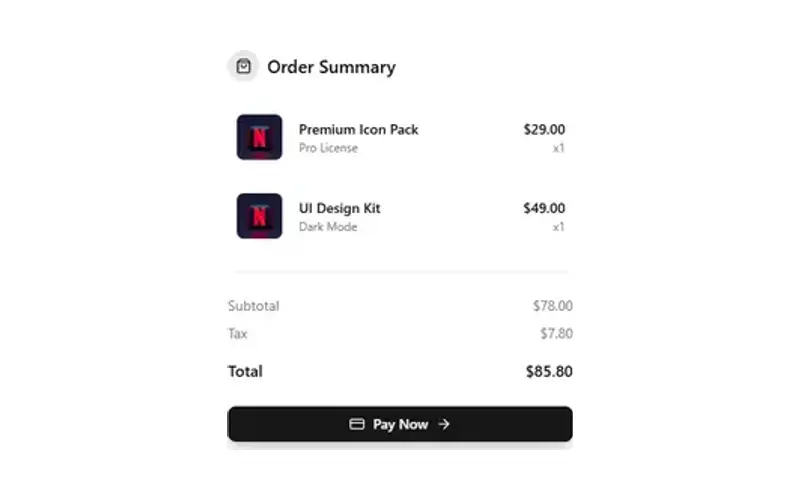 Order Summary
Premium Icon Pack $29.00
Pro License x1
UI Design Kit $49.00
Dark Mode x1
Subtotal $78.00
Tax $7.80
Total $85.80
Pay Now